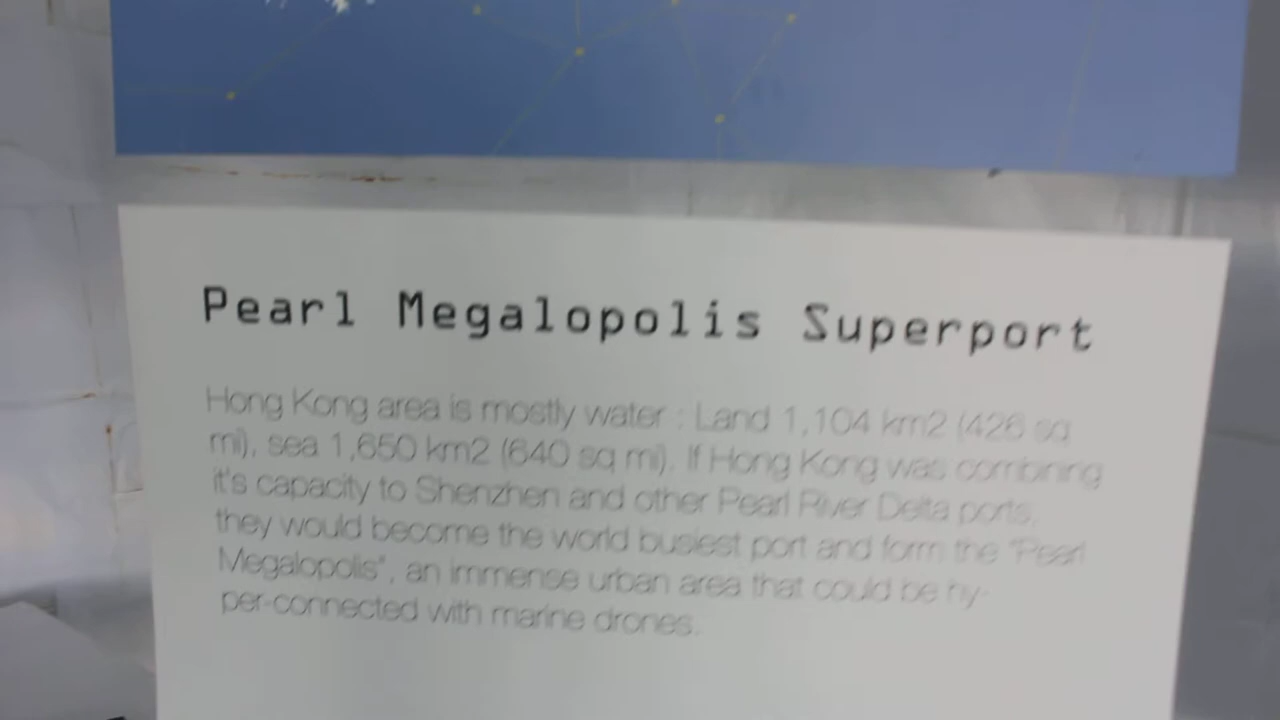 Pearl Megalopolis Superport
Hong Kong area is mostly water : Land 1,104 km2 (426 sq
mi), sea 1,650 km2 (640 sq mi). If Hong Kong was combining
it's capacity to Shenzhen and other Pearl River Delta ports,
they would become the world busiest port and form the "Pearl
Megalopolis", an immense urban area that could be hy-
per-connected with marine drones.